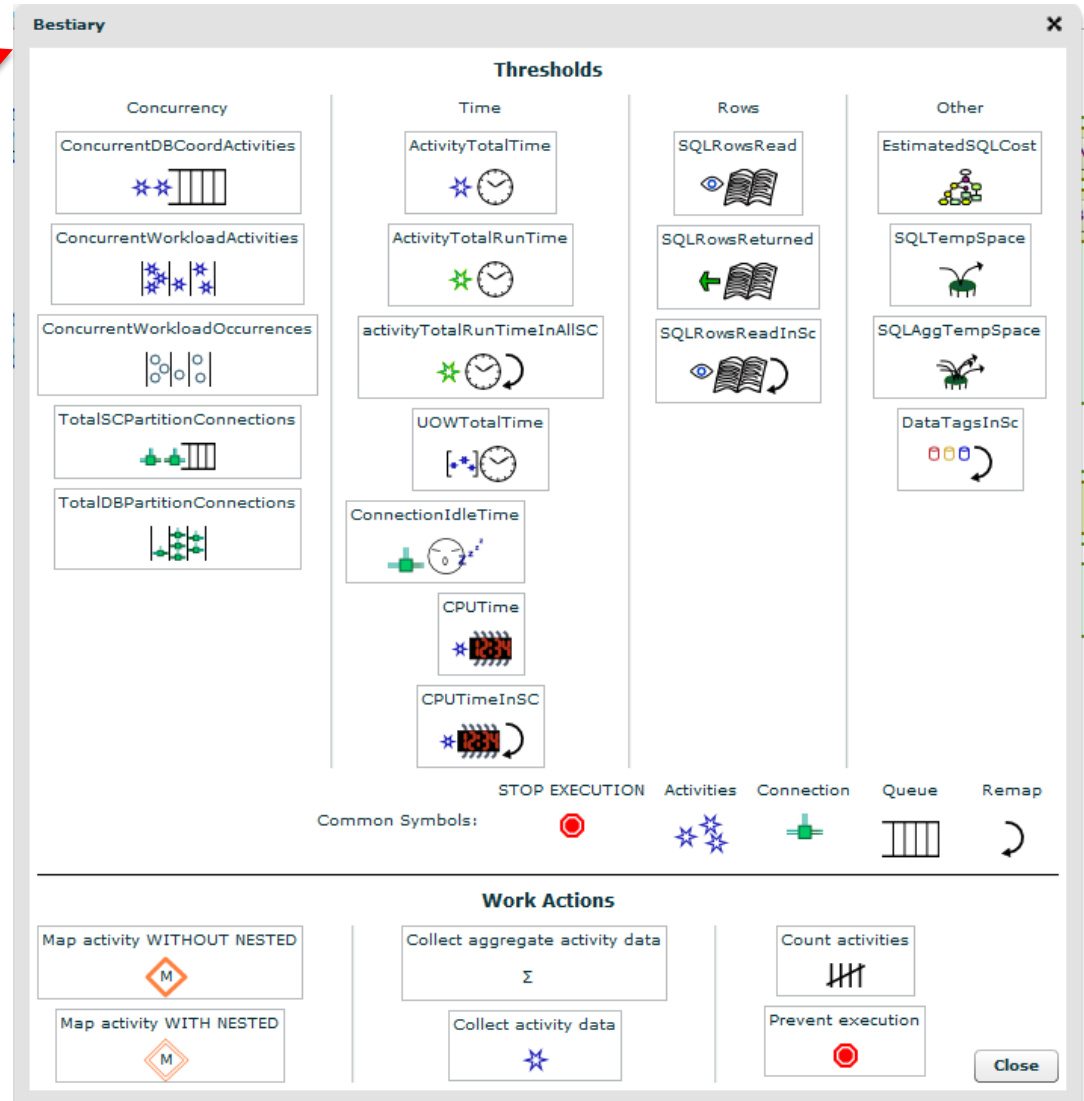 Bestiary
Thresholds
Concurrency
ConcurrentDBCoordActivities
ConcurrentWorkloadActivities
ConcurrentWorkloadOccurrences
TotalSCPartitionConnections
TotalDBPartitionConnections
Time
ActivityTotalTime
ActivityTotalRunTime
activityTotalRunTimeInAllSC
UOWTotalTime
ConnectionIdleTime
z z z z
CPUTime
1234
CPUTimeInSC
1234
Rows
SQLRowsRead
SQLRowsReturned
SQLRowsReadInSc
Other
EstimatedSQLCost
SQLTempSpace
SQLAggTempSpace
DataTagsInSc
Common Symbols:
STOP EXECUTION
Activities
Connection
Queue
Remap
Work Actions
Map activity WITHOUT NESTED
M
Map activity WITH NESTED
M
Collect aggregate activity data
Σ
Collect activity data
Count activities
Prevent execution
Close